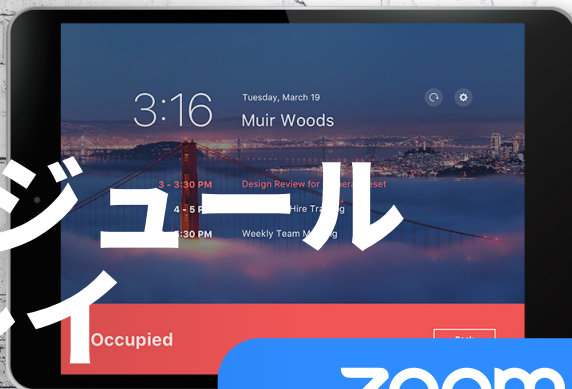 3:16
Tuesday, March 19
Muir Woods
3 - 3:30 PM Design Review for
4 - 5 Hire
:30 PM Weekly Team
ジュール
イ
Occupied
zoom